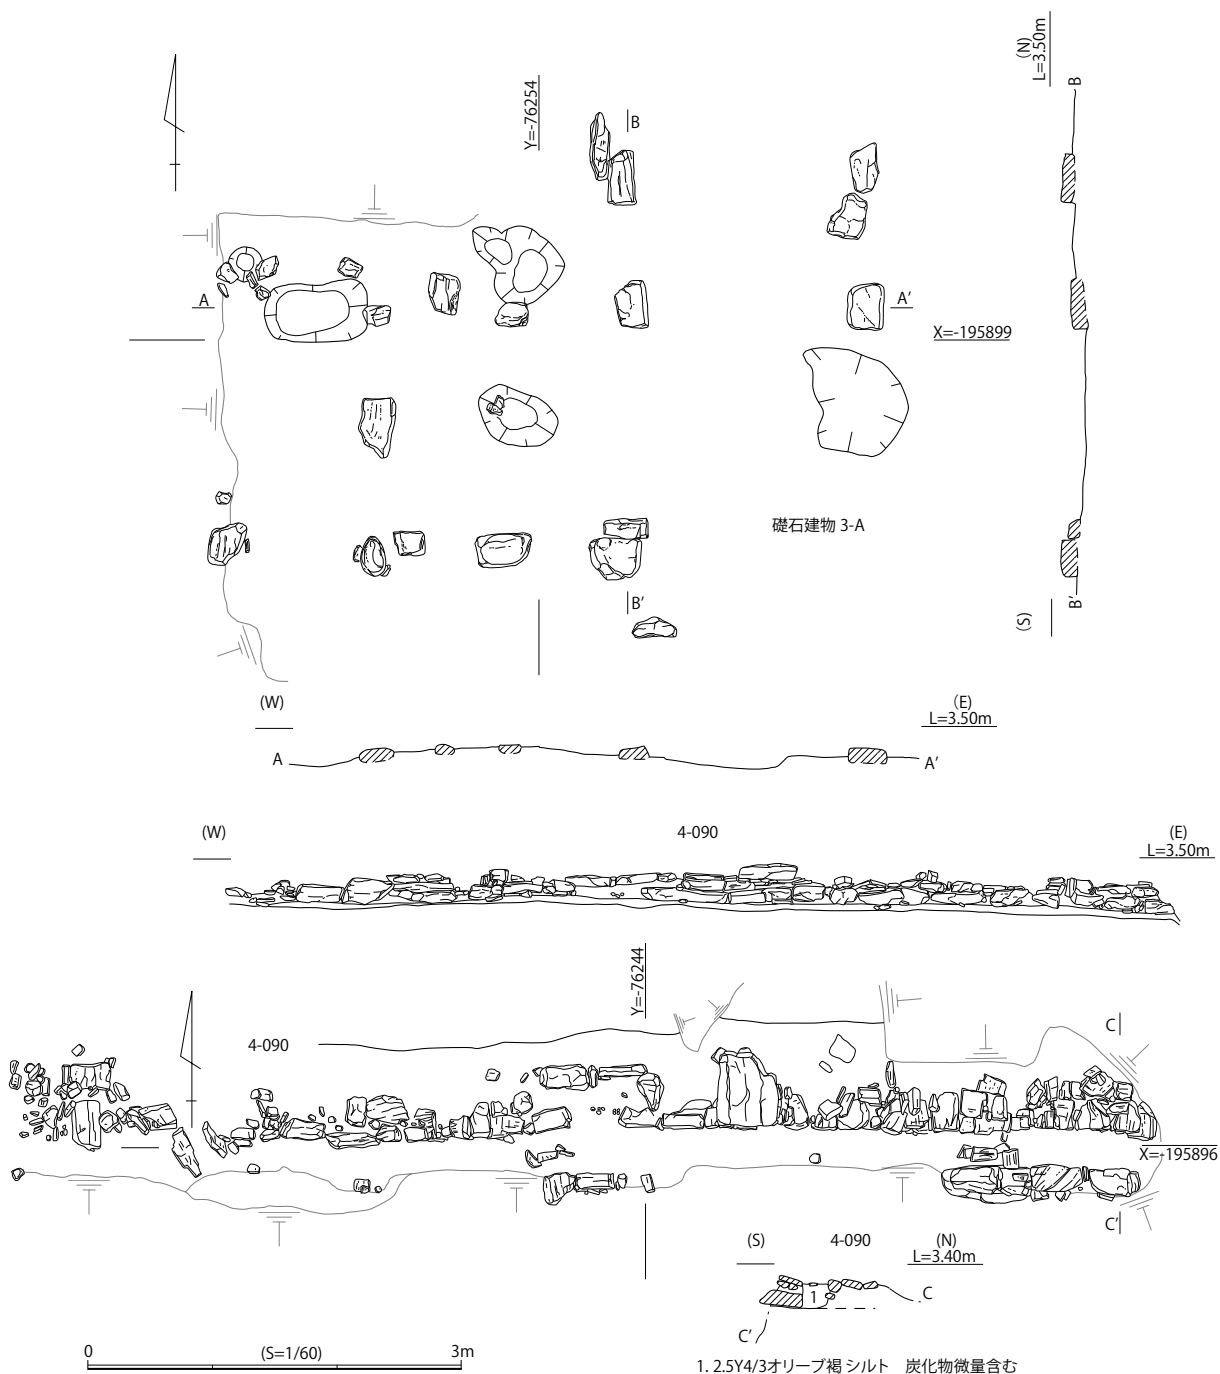 (N)
L=3.50m
B
Y=-76254
B
A
A’
X=-195899
礎石建物 3-A
B’
B’
(S)
(W)
(E)
L=3.50m
A
A’
(W)
4-090
(E)
L=3.50m
Y=-76244
4-090
C
X=-195896
C’
(S)
4-090
(N)
L=3.40m
1
C
C’
0
(S=1/60)
3m
1. 2.5Y4/3オリーブ褐シルト　炭化物微量含む